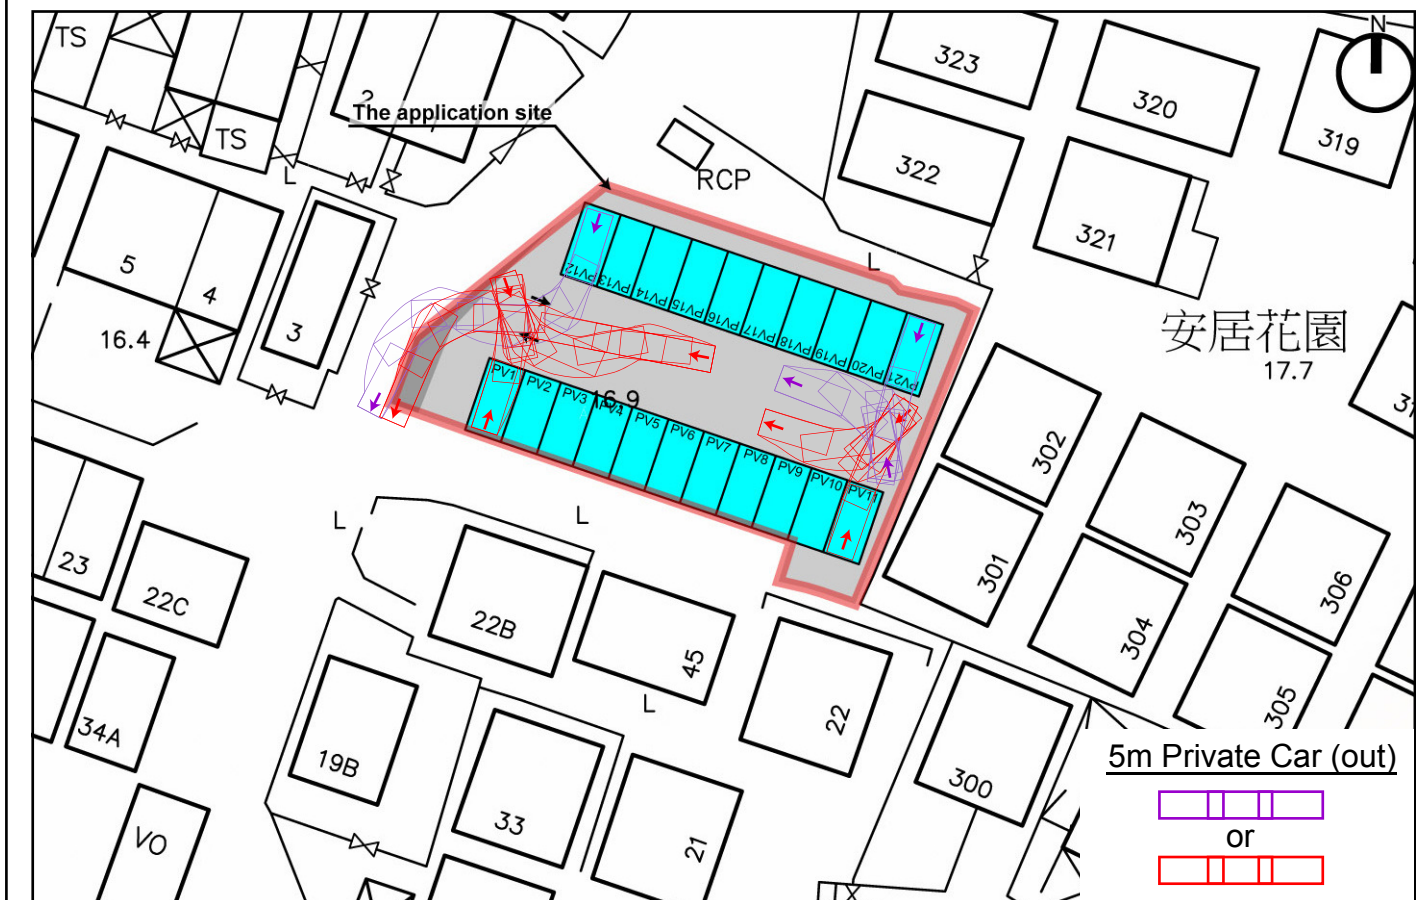 TS
2
The application site
TS
L
RCP
323
322
320
319
N
321
L
5
4
3
16.4
安居花園
17.7
PV12
PV13
PV14
PV15
PV16
PV17
PV18
PV19
PV20
PV21
PV1
PV2
PV3
PV4
16.9
PV5
PV6
PV7
PV8
PV9
PV10
PV11
302
303
301
304
306
305
L
L
23
22C
22B
45
L
22
34A
19B
33
21
VO
300
5m Private Car (out)
or